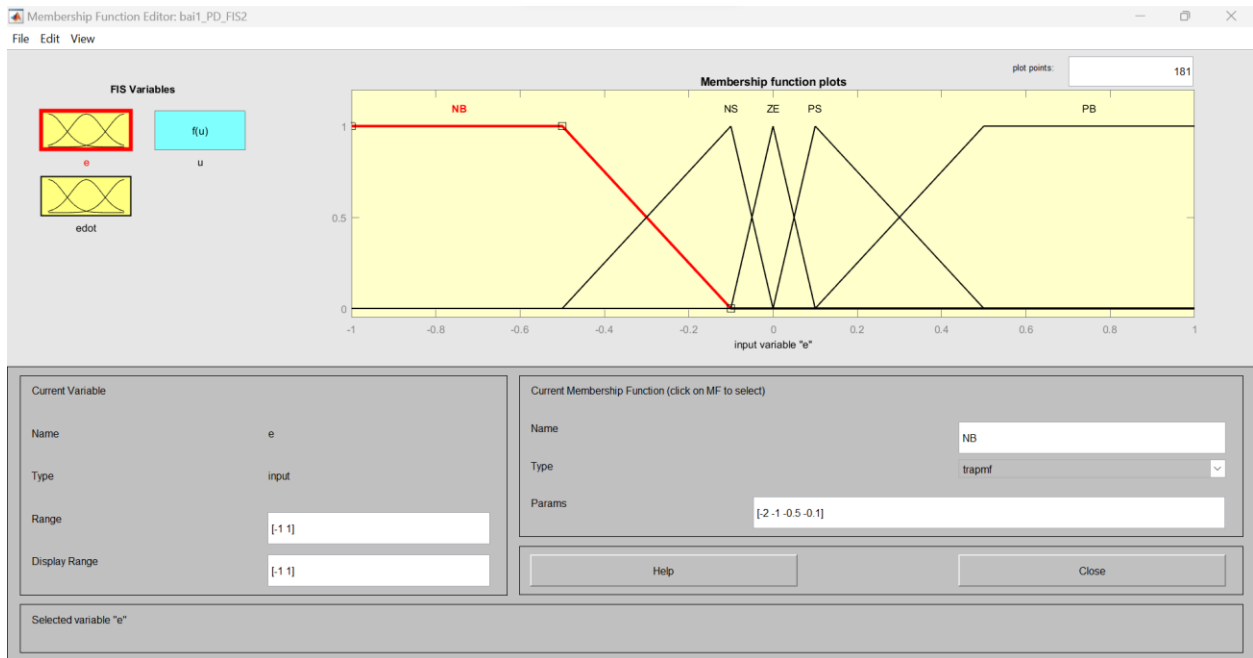 Membership Function Editor: bai1_PD_FIS2
File Edit View
FIS Variables
f(u)
e
u
edot
plot points:
181
Membership function plots
NB
NS
ZE
PS
PB
1
0.5
0
-1
-0.8
-0.6
-0.4
-0.2
0
0.2
0.4
0.6
0.8
1
input variable "e"
Current Variable
Name
e
Type
input
Range
[-1 1]
Display Range
[-1 1]
Current Membership Function (click on MF to select)
Name
NB
Type
trapmf
Params
[-2 -1 -0.5 -0.1]
Help
Close
Selected variable "e"